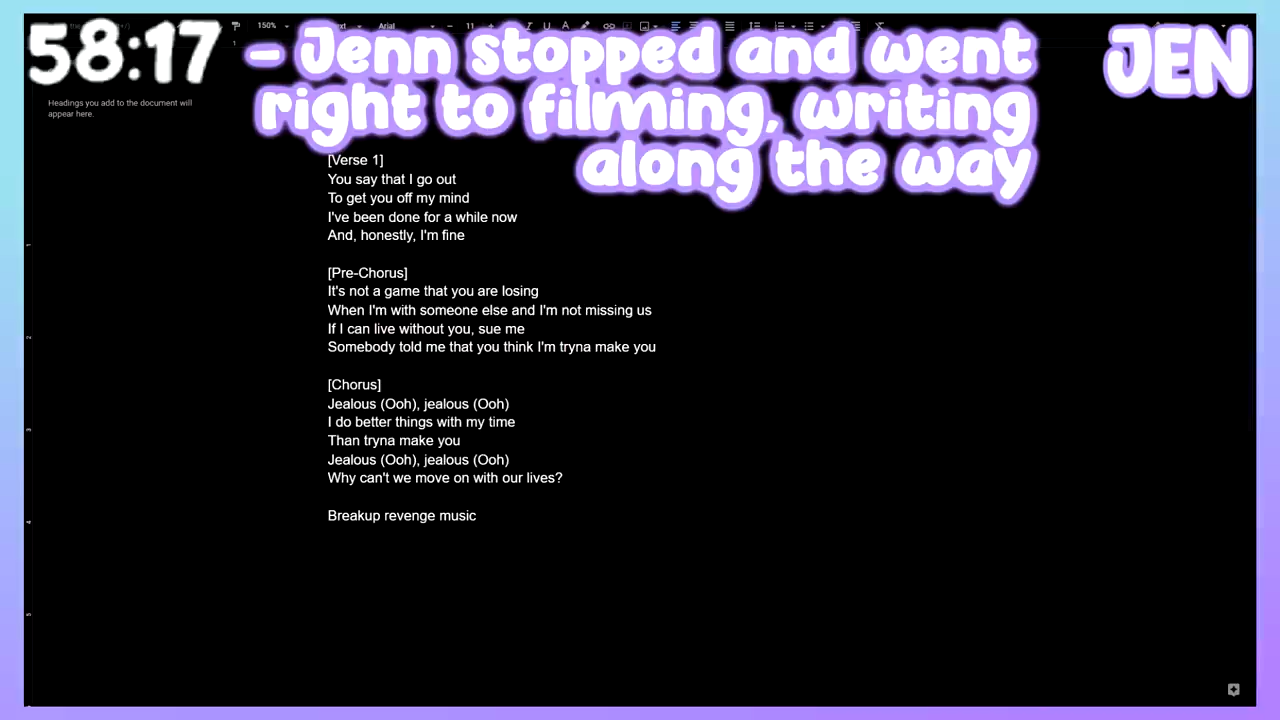 58:17
– Jenn stopped and went
JEN
right to filming, writing
along the way
150%
Arial
11
Headings you add to the document will
appear here.
[Verse 1]
You say that I go out
To get you off my mind
I've been done for a while now
And, honestly, I'm fine
[Pre-Chorus]
It's not a game that you are losing
When I'm with someone else and I'm not missing us
If I can live without you, sue me
Somebody told me that you think I'm tryna make you
[Chorus]
Jealous (Ooh), jealous (Ooh)
I do better things with my time
Than tryna make you
Jealous (Ooh), jealous (Ooh)
Why can't we move on with our lives?
Breakup revenge music